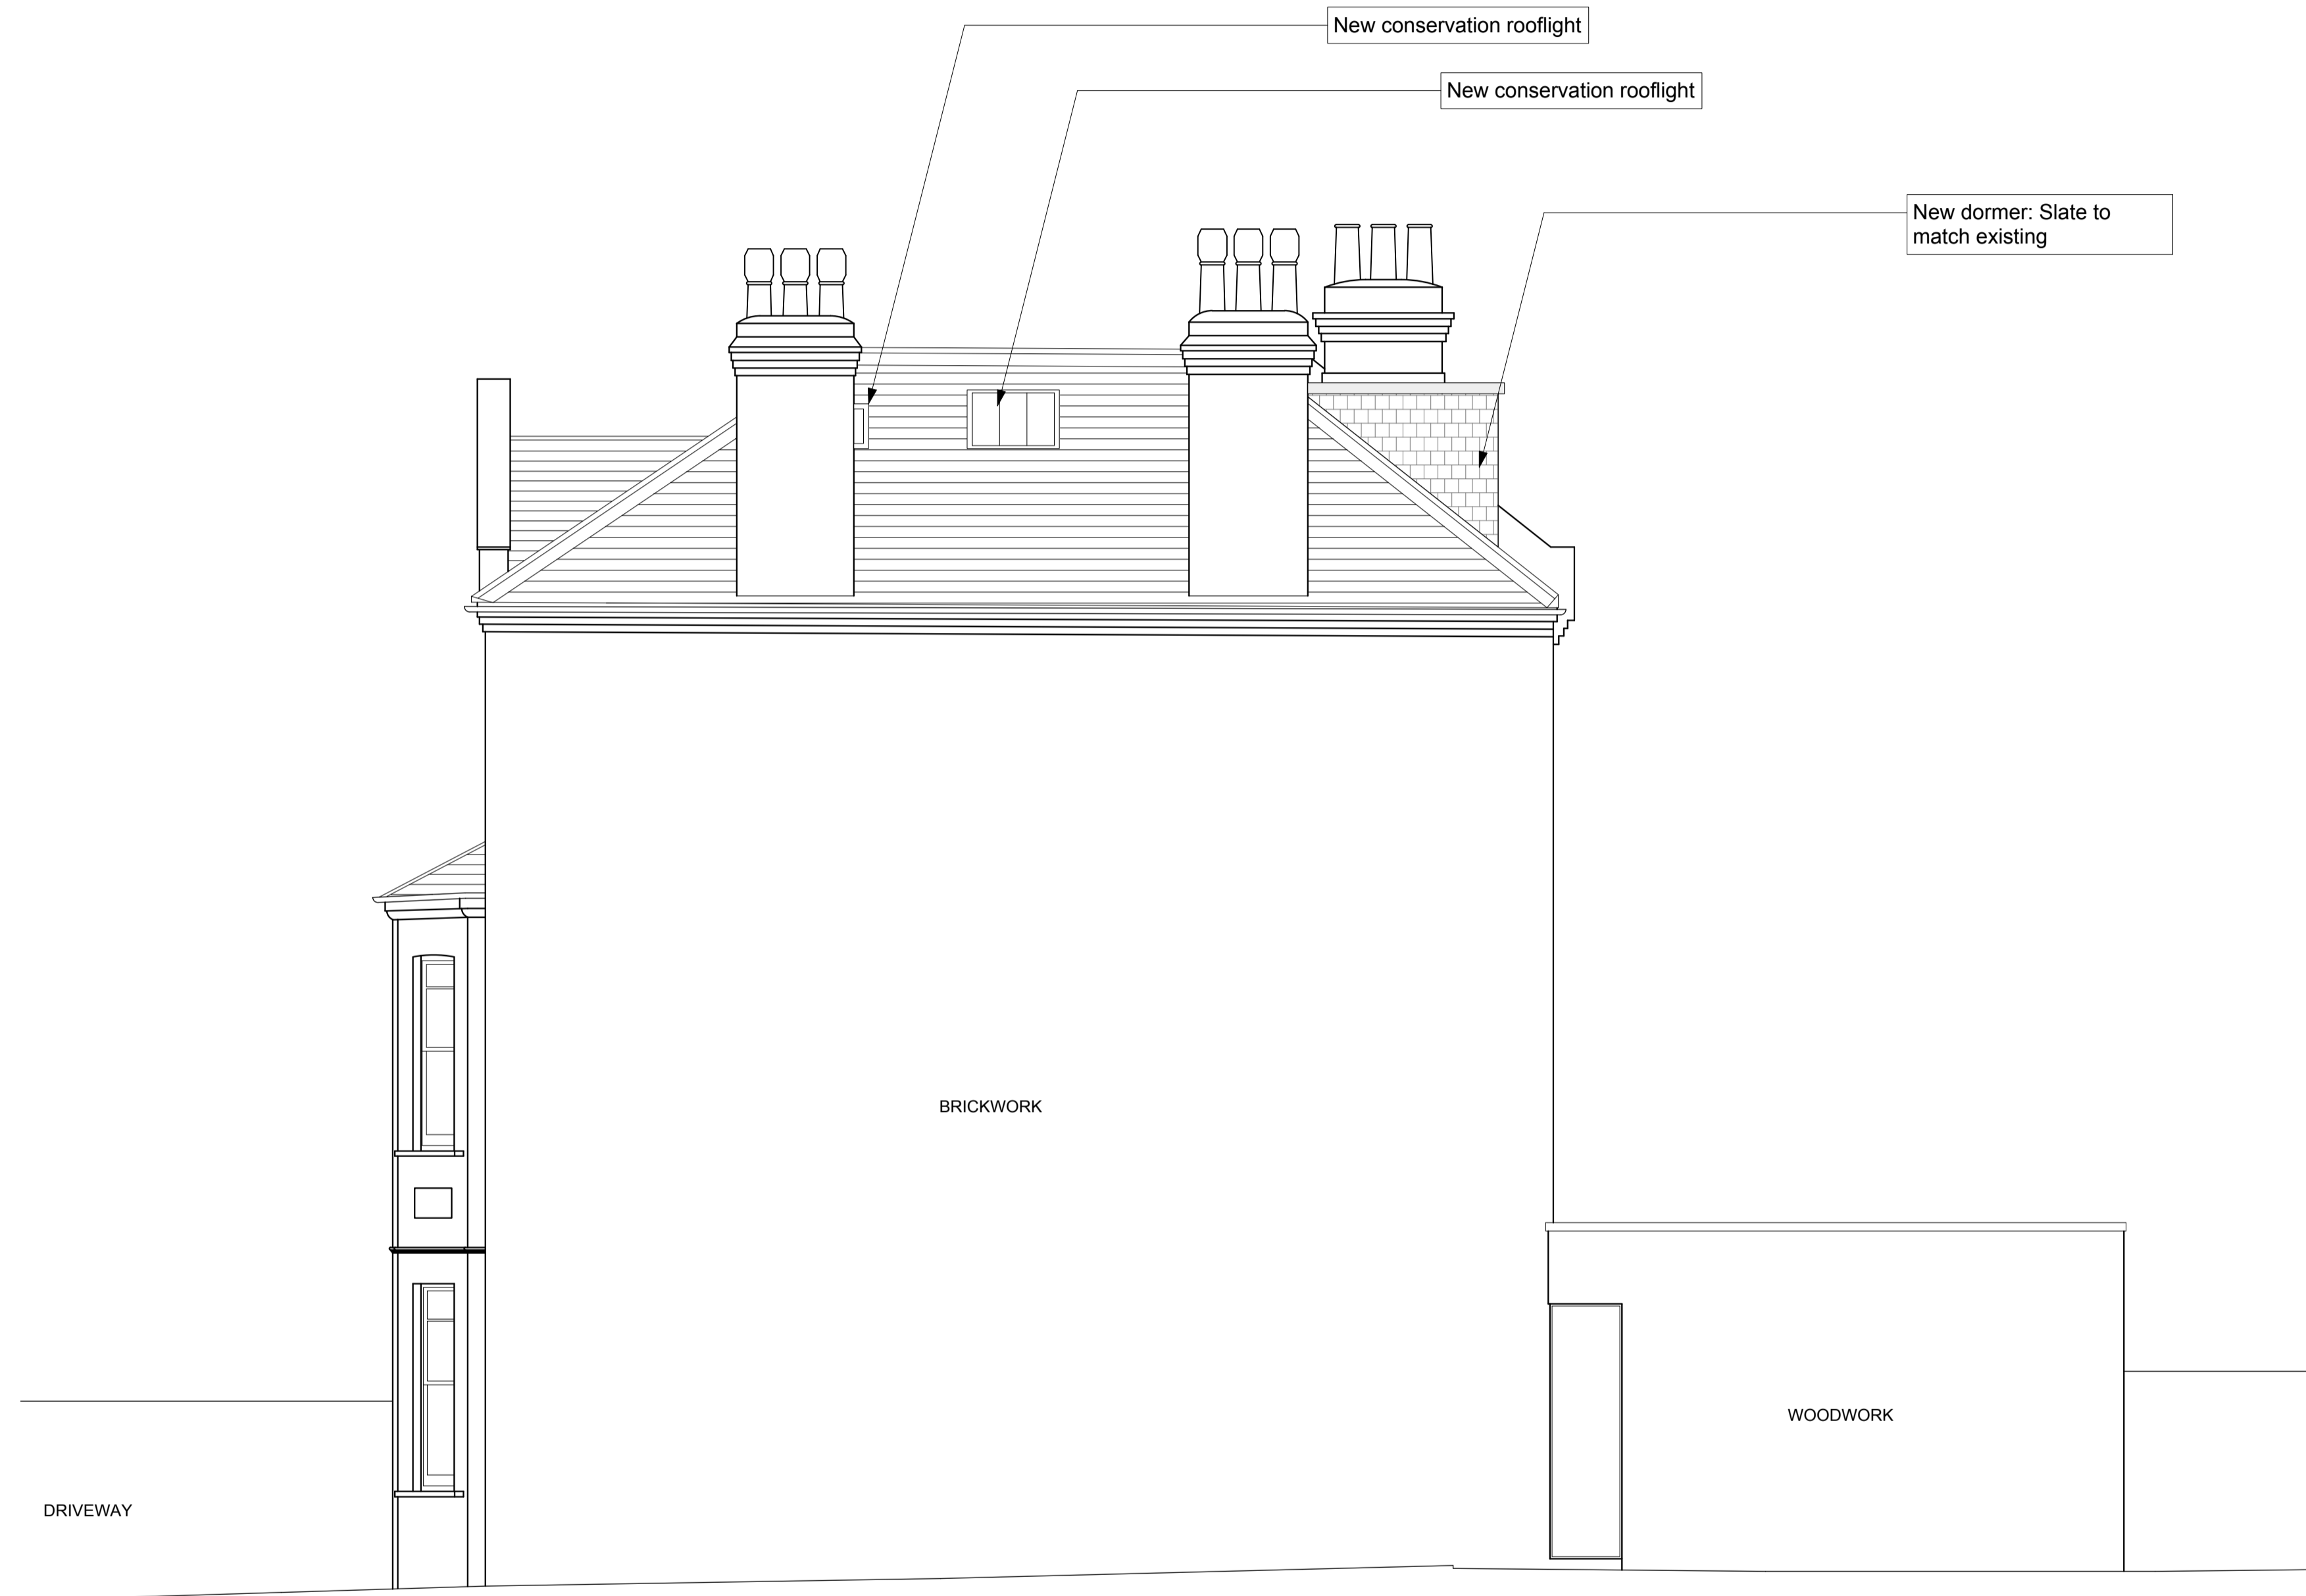 New conservation rooflight
New conservation rooflight
New dormer: Slate to
match existing
BRICKWORK
WOODWORK
DRIVEWAY